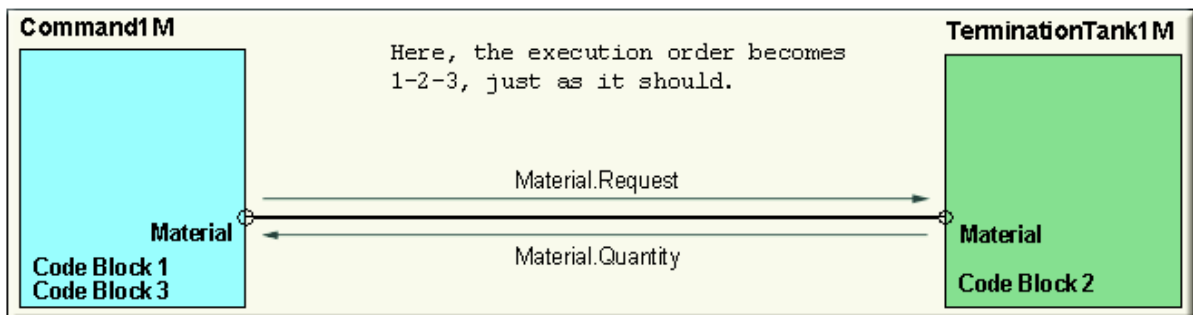 Command1M
TerminationTank1M
Here, the execution order becomes
1-2-3, just as it should.
Material.Request
Material
Material
Material.Quantity
Code Block 1
Code Block 3
Code Block 2